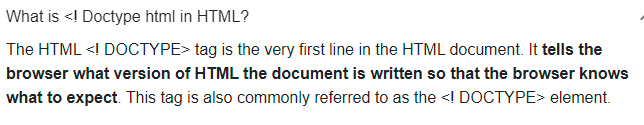 What is <! Doctype html in HTML?
The HTML <! DOCTYPE> tag is the very first line in the HTML document. It tells the
browser what version of HTML the document is written so that the browser knows
what to expect. This tag is also commonly referred to as the <! DOCTYPE> element.